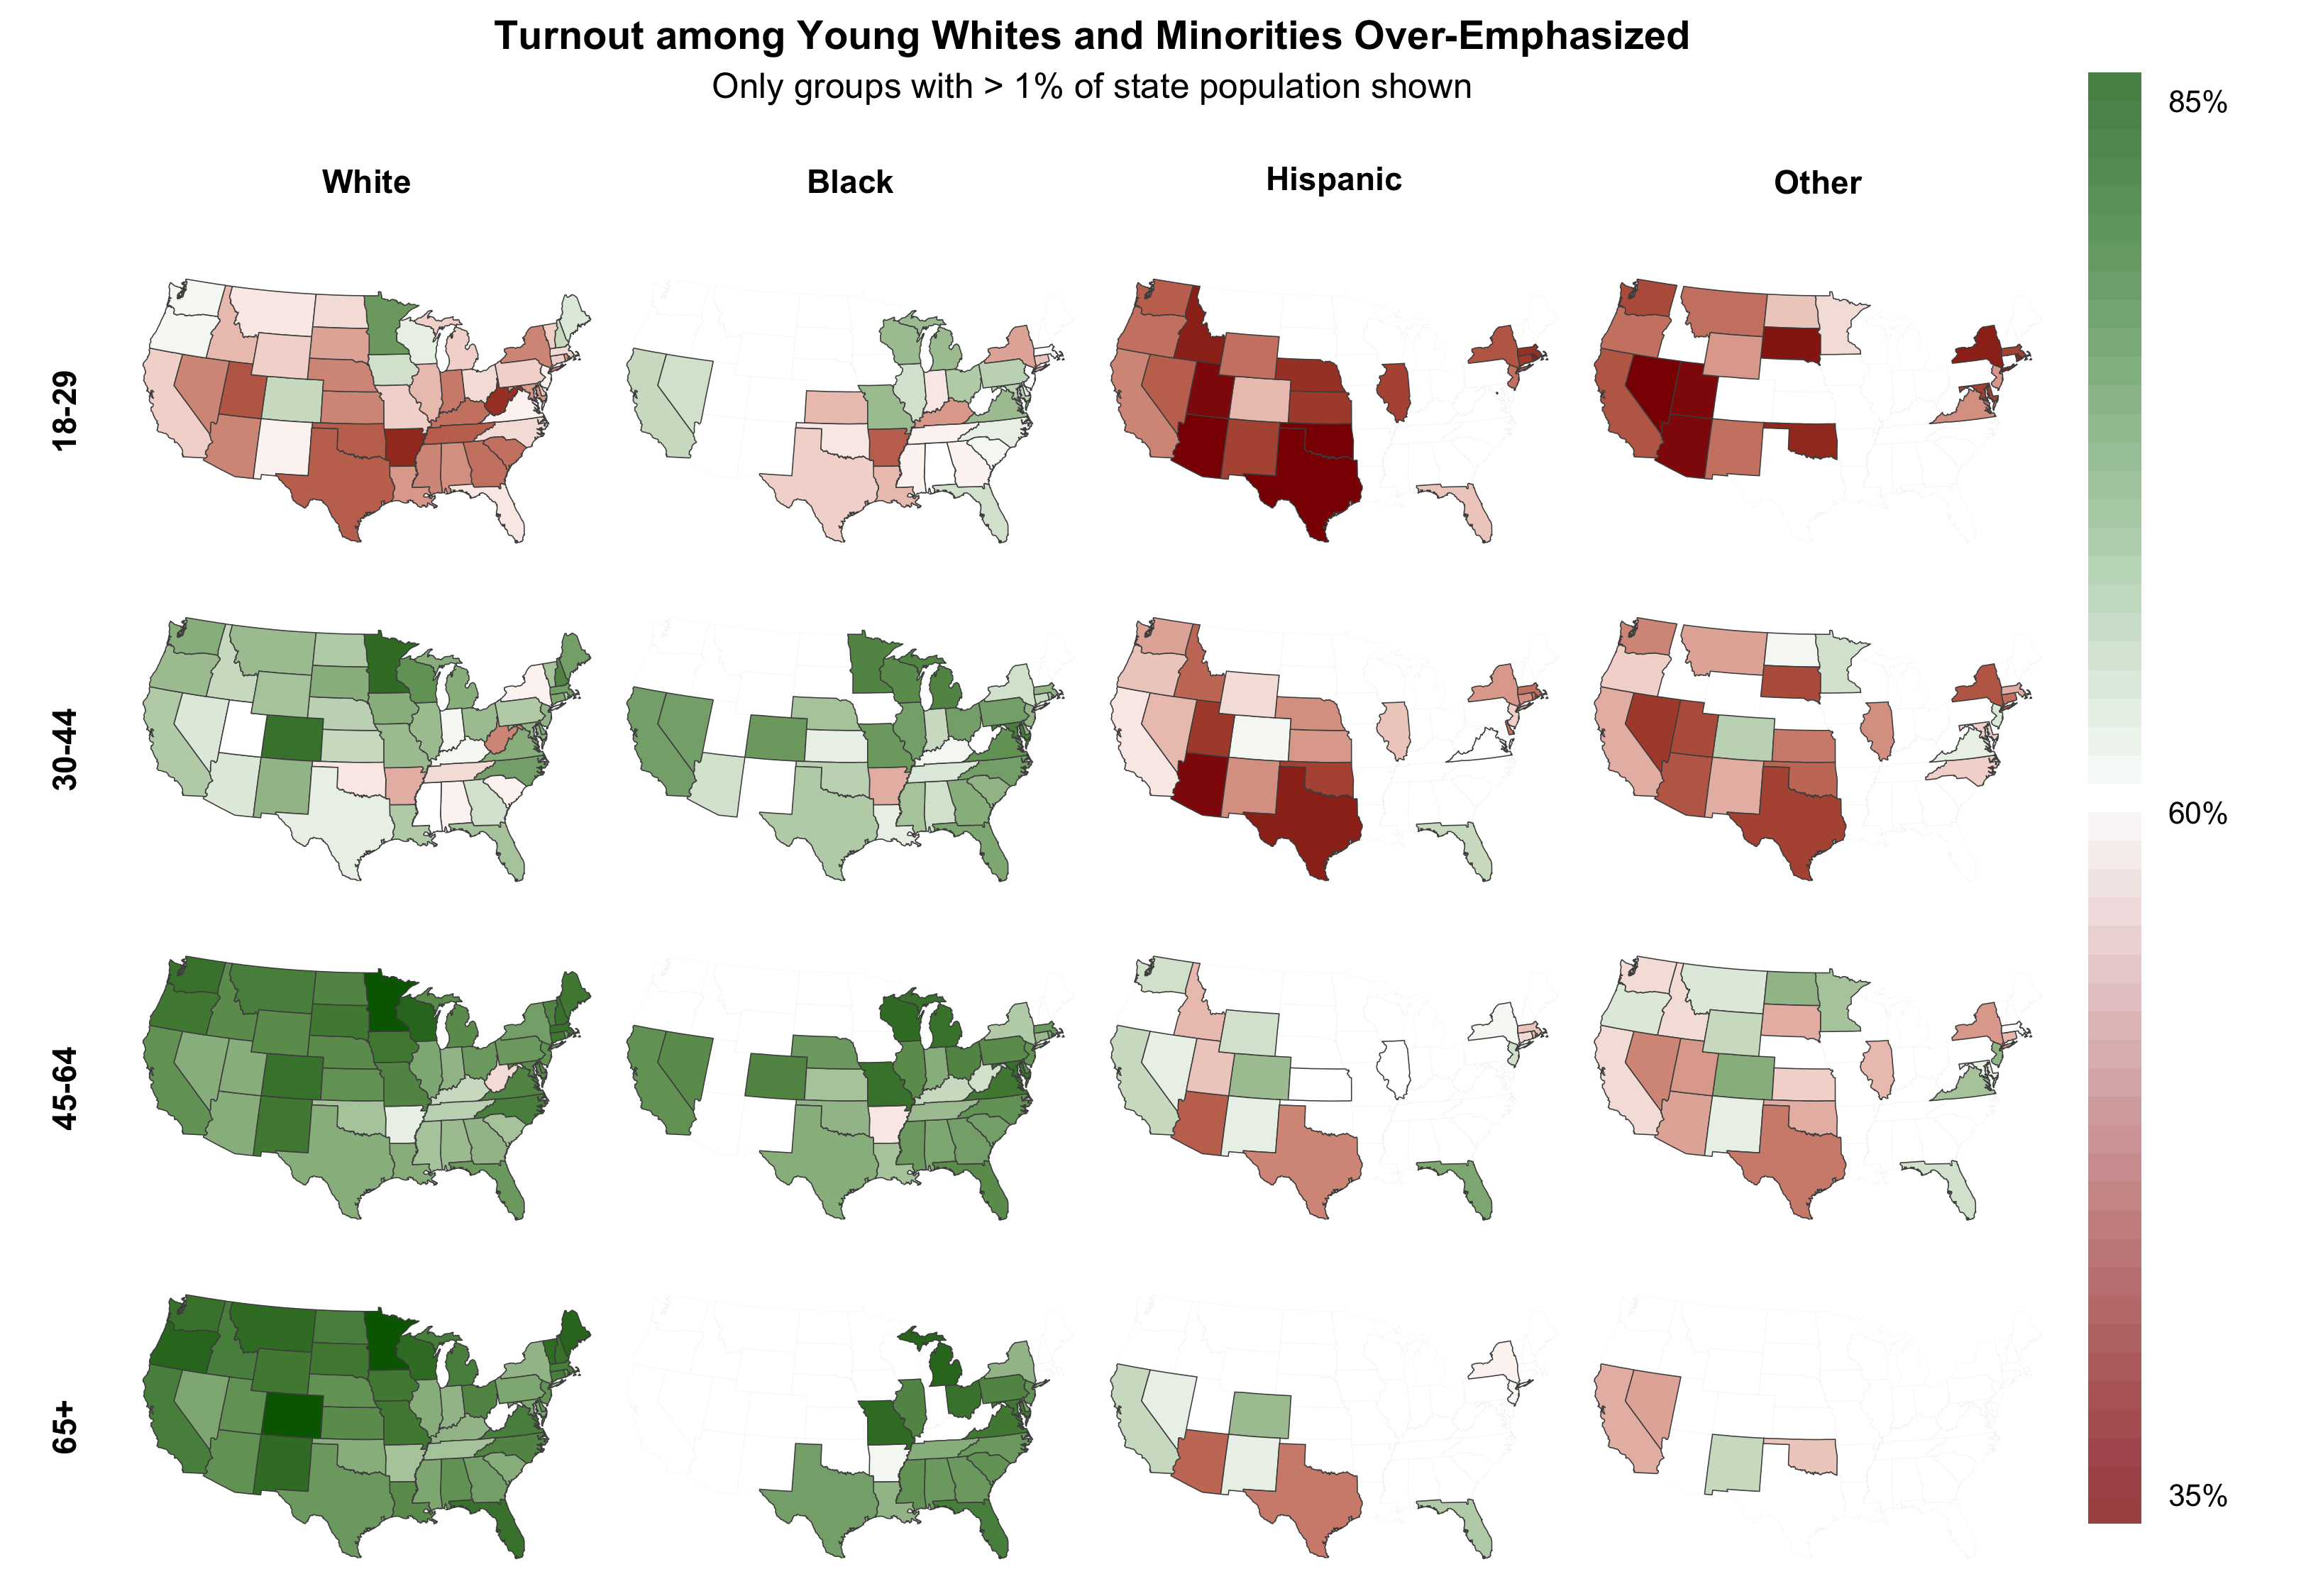 Turnout among Young Whites and Minorities Over-Emphasized
Only groups with > 1% of state population shown
85%
White
Black
Hispanic
Other
18-29
30-44
60%
45-64
65+
35%